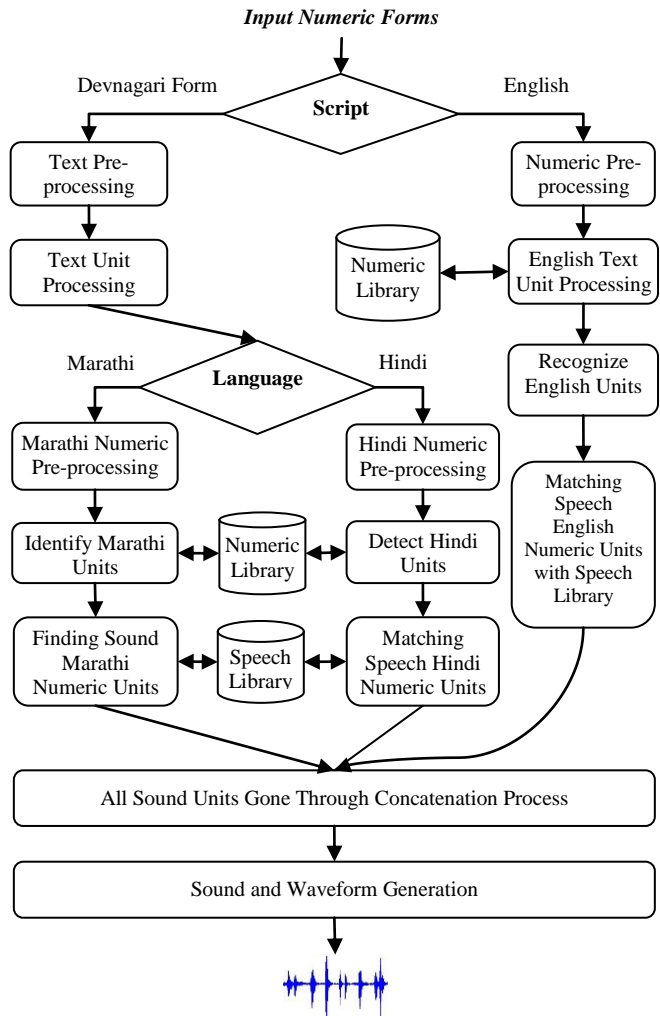 Input Numeric Forms
Devnagari Form
English
Script
Text Pre-
processing
Numeric Pre-
processing
Text Unit
Processing
Numeric
Library
English Text
Unit Processing
Marathi
Language
Hindi
Recognize
English Units
Marathi Numeric
Pre-processing
Hindi Numeric
Pre-processing
Matching
Speech
English
Numeric Units
with Speech
Library
Identify Marathi
Units
Numeric
Library
Detect Hindi
Units
Finding Sound
Marathi
Numeric Units
Speech
Library
Matching
Speech Hindi
Numeric Units
All Sound Units Gone Through Concatenation Process
Sound and Waveform Generation